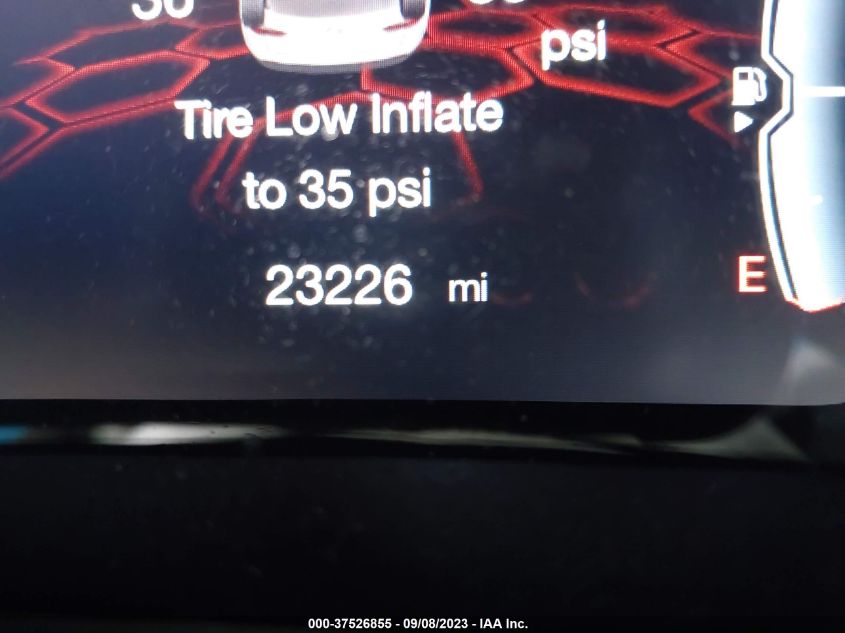 psi
Tire Low Inflate
to 35 psi
23226 mi
E
000-37526855 - 09/08/2023 - IAA Inc.